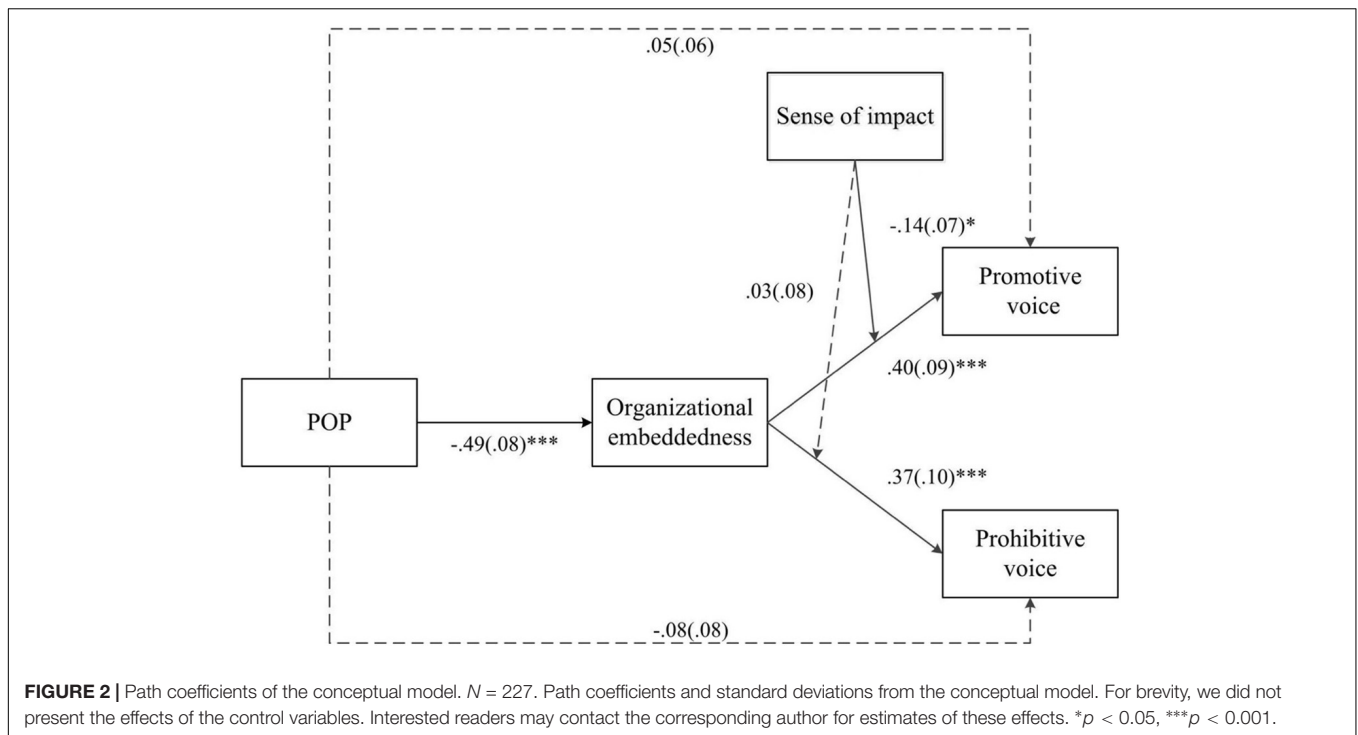 .05(.06)
Sense of impact
-.14(.07)*
Promotive
voice
.03(.08)
.40(.09)***
POP
-.49(.08)***
Organizational
embeddedness
.37(.10)***
Prohibitive
voice
-.08(.08)
FIGURE 2 | Path coefficients of the conceptual model. N = 227. Path coefficients and standard deviations from the conceptual model. For brevity, we did not
present the effects of the control variables. Interested readers may contact the corresponding author for estimates of these effects. *p < 0.05, ***p < 0.001.